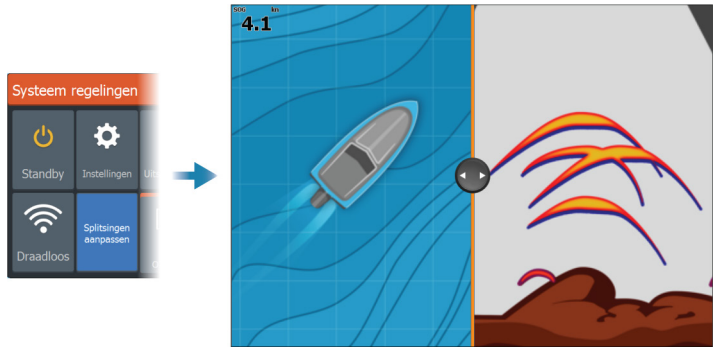 Systeem regelingen
Standby
Instellingen
Draadloos
Splitsingen
aanpassen
SOG kn
4.1